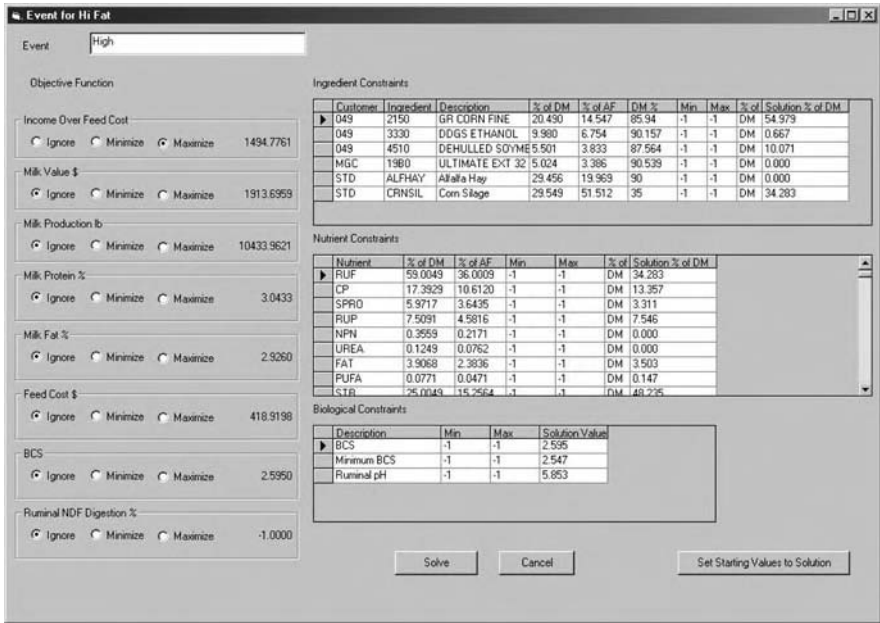 Event for Hi Fat
Event High
Objective Function
Income Over Feed Cost
Ignore Minimize Maximize 1494.7761
Milk Value $
Ignore Minimize Maximize 1913.6959
Milk Production lb
Ignore Minimize Maximize 10433.9621
Milk Protein %
Ignore Minimize Maximize 3.0433
Milk Fat %
Ignore Minimize Maximize 2.9260
Feed Cost $
Ignore Minimize Maximize 418.9198
BCS
Ignore Minimize Maximize 2.5950
Ruminal NDF Digestion %
Ignore Minimize Maximize -1.0000
Ingredient Constraints
Customer Ingredient Description % of DM % of AF DM % Min Max % of Solution % of DM
049 2150 GR CORN FINE 20.490 14.547 85.94 -1 -1 DM 54.979
049 3330 DDGS ETHANOL 9.980 6.754 90.157 -1 -1 DM 0.667
049 4510 DEHULLED SOYME 5.501 3.833 87.564 -1 -1 DM 10.071
MGC 19B0 ULTIMATE EXT 32 5.024 3.386 90.539 -1 -1 DM 0.000
STD ALFHAY Alfalfa Hay 29.456 19.969 90 -1 -1 DM 0.000
STD CRNSIL Corn Silage 29.549 51.512 35 -1 -1 DM 34.283
Nutrient Constraints
Nutrient % of DM % of AF Min Max % of Solution % of DM
RUF 59.0049 36.0009 -1 -1 DM 34.283
CP 17.3929 10.6120 -1 -1 DM 13.357
SPRO 5.9717 3.6435 -1 -1 DM 3.311
RUP 7.5091 4.5816 -1 -1 DM 7.546
NPN 0.3559 0.2171 -1 -1 DM 0.000
UREA 0.1249 0.0762 -1 -1 DM 0.000
FAT 3.9068 2.3836 -1 -1 DM 3.503
PUFA 0.0771 0.0471 -1 -1 DM 0.147
STR 25.0049 15.2564 -1 -1 DM 48.235
Biological Constraints
Description Min Max Solution Value
BCS -1 -1 2.595
Minimum BCS -1 -1 2.547
Ruminal pH -1 -1 5.853
Solve Cancel Set Starting Values to Solution